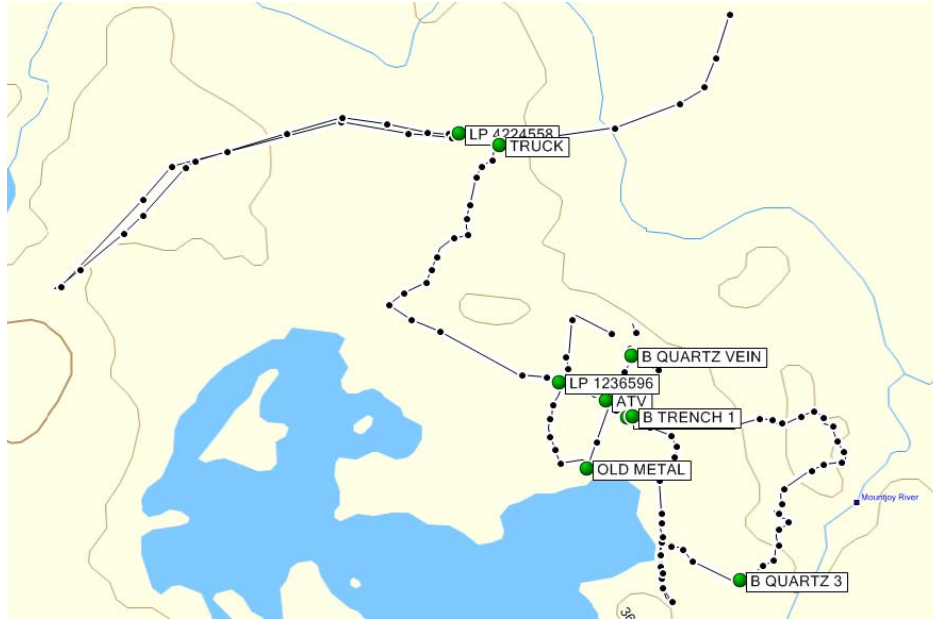 LP 4224558
TRUCK
B QUARTZ VEIN
LP 1236596
ATV
B TRENCH 1
OLD METAL
Mountjoy River
B QUARTZ 3